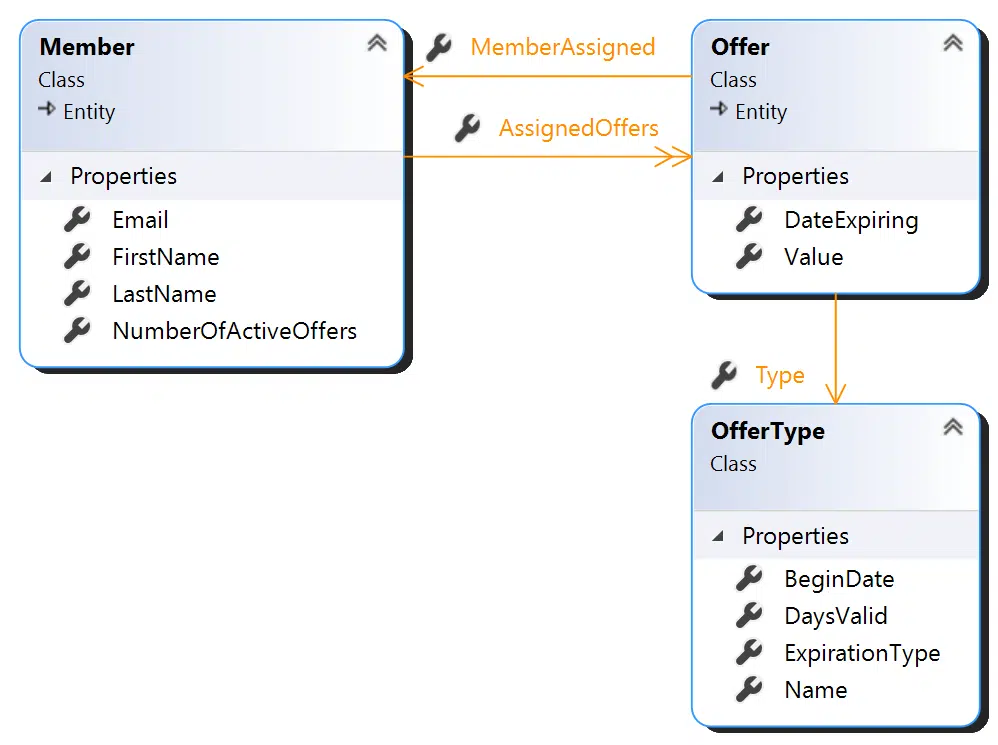 Member
Class
Entity
Properties
Email
FirstName
LastName
NumberOfActiveOffers
MemberAssigned
AssignedOffers
Offer
Class
Entity
Properties
DateExpiring
Value
Type
OfferType
Class
Properties
BeginDate
DaysValid
ExpirationType
Name